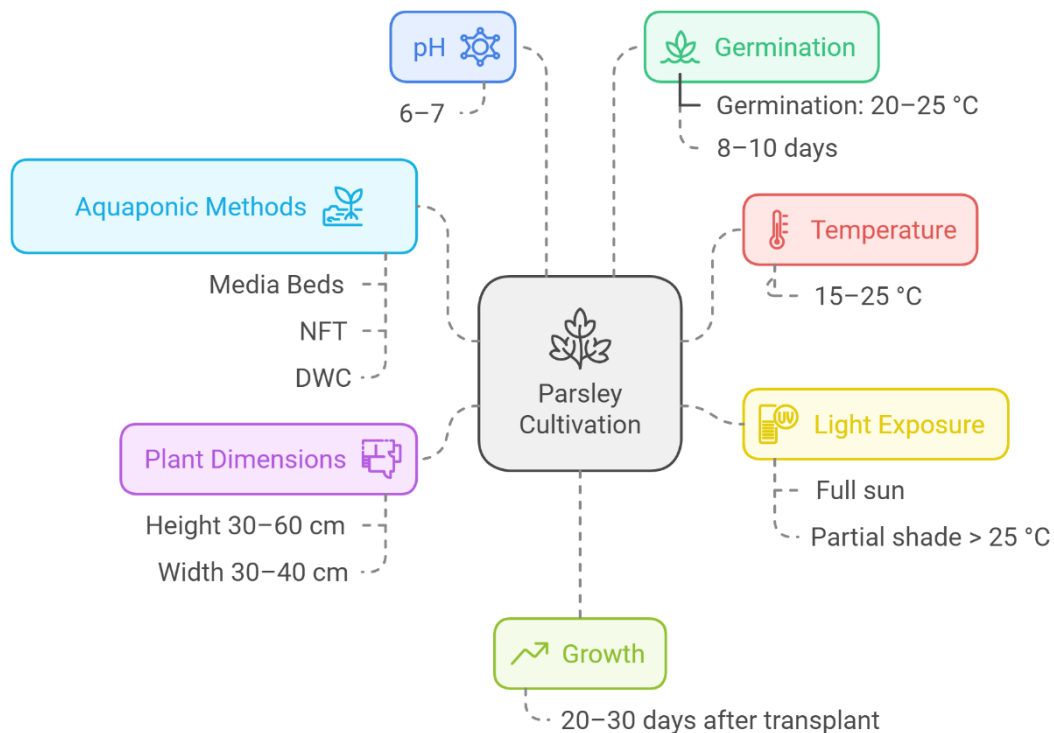 pH
6–7
Germination
Germination: 20–25 °C
8–10 days
Aquaponic Methods
Media Beds
NFT
DWC
Temperature
15–25 °C
Parsley
Cultivation
Light Exposure
UV
Full sun
Partial shade > 25 °C
Plant Dimensions
Height 30–60 cm
Width 30–40 cm
Growth
20–30 days after transplant